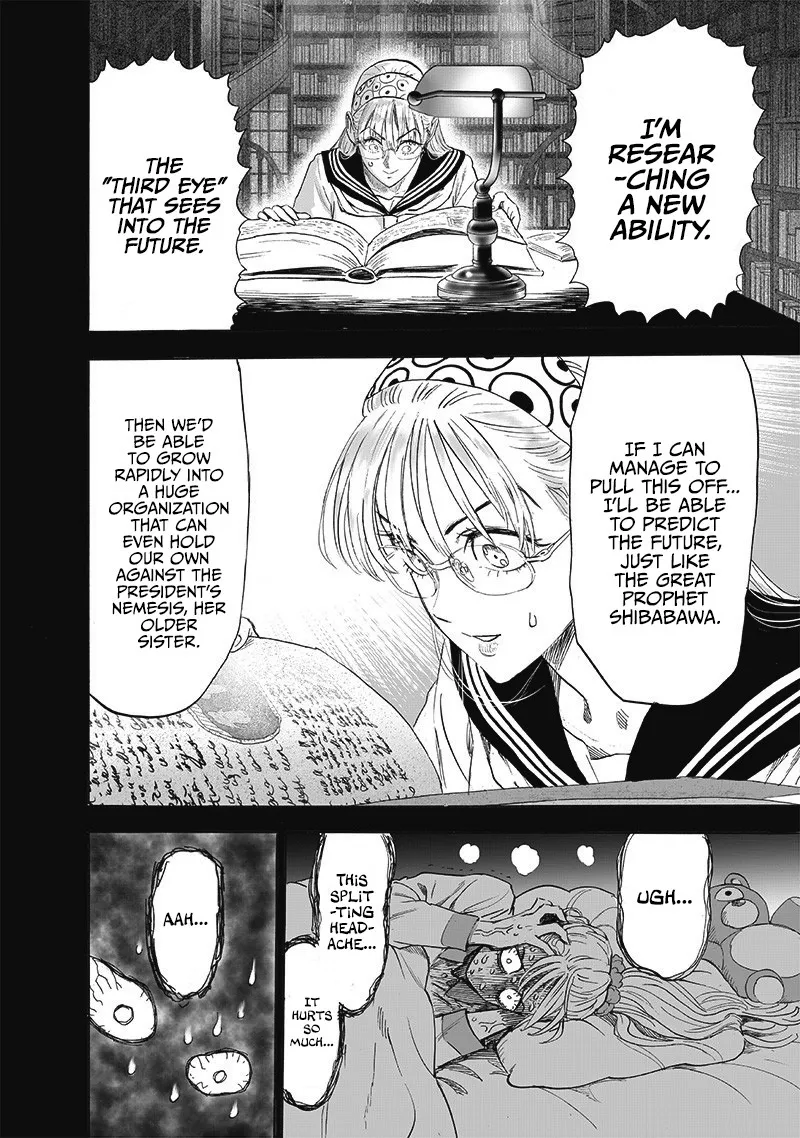 I'M
RESEAR
-CHING
A NEW
ABILITY.
THE
"THIRD EYE"
THAT SEES
INTO THE
FUTURE.
IF I CAN
MANAGE TO
PULL THIS OFF...
I'LL BE ABLE
TO PREDICT
THE FUTURE,
JUST LIKE
THE GREAT
PROPHET
SHIBABAWA.
THEN WE'D
BE ABLE
TO GROW
RAPIDLY INTO
A HUGE
ORGANIZATION
THAT CAN
EVEN HOLD
OUR OWN
AGAINST THE
PRESIDENT'S
NEMESIS, HER
OLDER
SISTER.
UGH...
THIS
SPLIT
-TING
HEAD-
ACHE...
IT
HURTS
SO
MUCH...
AAH...